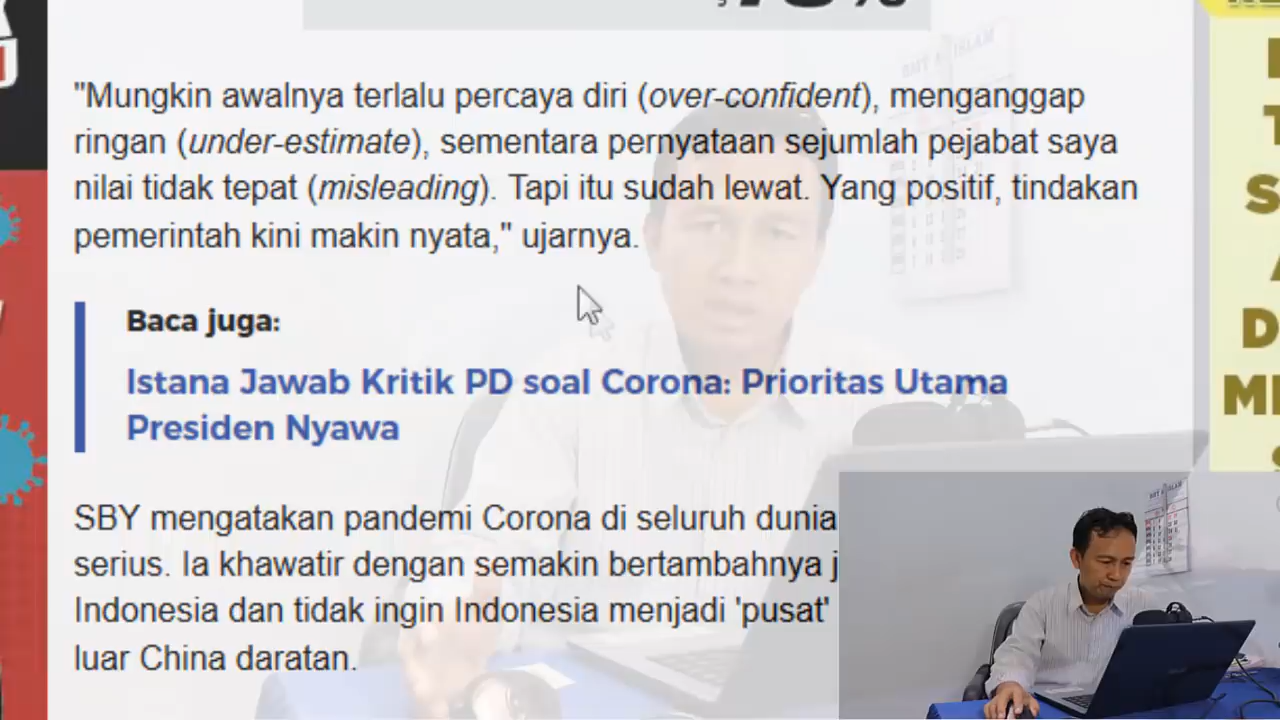 "Mungkin awalnya terlalu percaya diri (over-confident), menganggap
ringan (under-estimate), sementara pernyataan sejumlah pejabat saya
nilai tidak tepat (misleading). Tapi itu sudah lewat. Yang positif, tindakan
pemerintah kini makin nyata," ujarnya.
Baca juga:
Istana Jawab Kritik PD soal Corona: Prioritas Utama
Presiden Nyawa
SBY mengatakan pandemi Corona di seluruh dunia
serius. Ia khawatir dengan semakin bertambahnya j
Indonesia dan tidak ingin Indonesia menjadi 'pusat'
luar China daratan.